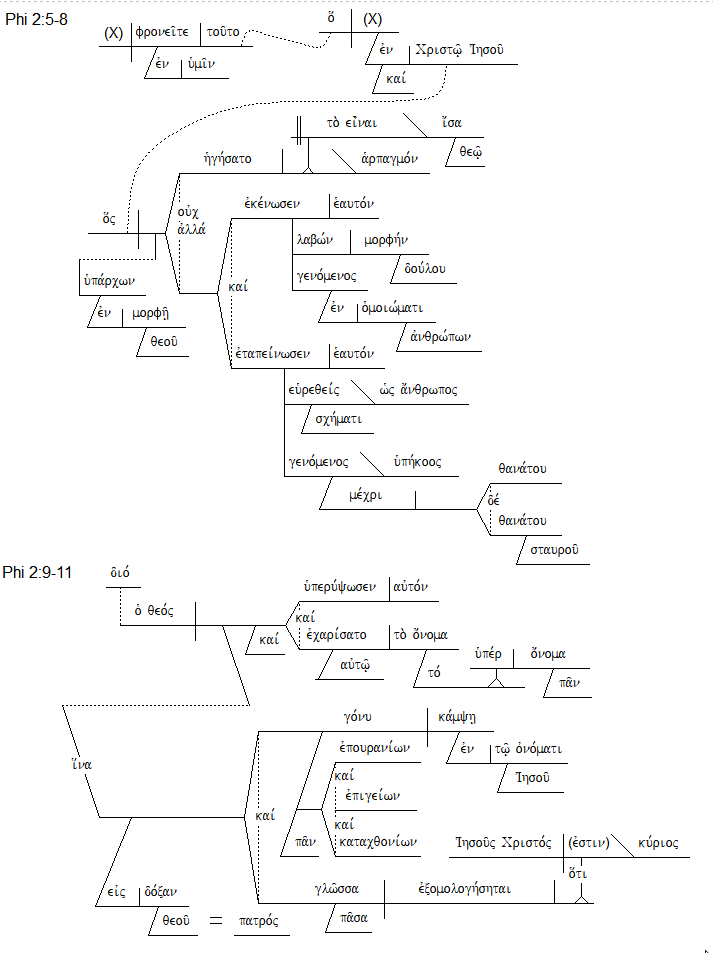 Phi 2:5-8
(X) φρονεῖτε τοῦτο
ὅ (X)
ἐν ὑμῖν
ἐν Χριστῷ Ἰησοῦ
καί
τὸ εἶναι ἴσα
θεῷ
ἡγήσατο ἁρπαγμόν
ὅς
οὐχ
ἀλλά
ἐκένωσεν ἑαυτόν
λαβών μορφήν
δούλου
γενόμενος
ὑπάρχων
καί
ἐν μορφῇ
θεοῦ
ἐν ὁμοιώματι
ἀνθρώπων
ἐταπείνωσεν ἑαυτόν
εὑρεθείς ὡς ἄνθρωπος
σχήματι
γενόμενος ὑπήκοος
μέχρι
θανάτου
δέ
θανάτου
σταυροῦ
Phi 2:9-11
διό
ὁ θεός
καί
ὑπερύψωσεν αὐτόν
καί
ἐχαρίσατο τὸ ὄνομα
αὐτῷ
τό
ὑπέρ ὄνομα
πᾶν
ἵνα
καί
γόνυ κάμψῃ
ἐν τῷ ὀνόματι
Ἰησοῦ
ἐπουρανίων
καί
ἐπιγείων
καί
καταχθονίων
πᾶν
Ἰησοῦς Χριστός (ἐστιν) κύριος
ὅτι
γλῶσσα ἐξομολογήσηται
πᾶσα
εἰς δόξαν
θεοῦ = πατρός